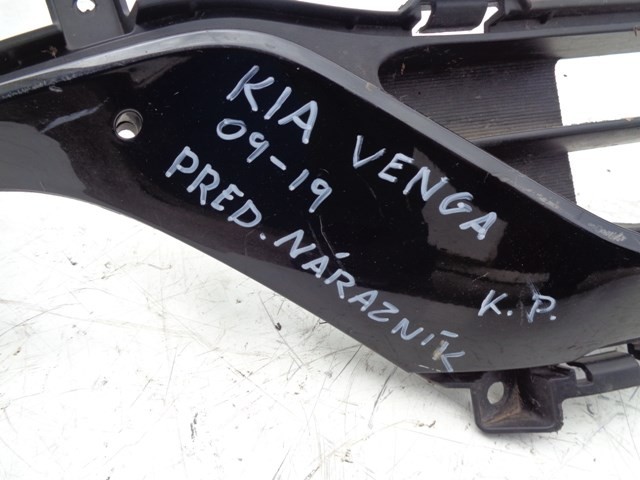 KIA VENGA
09-19
PRED. NÁRAZNÍK
K.P.